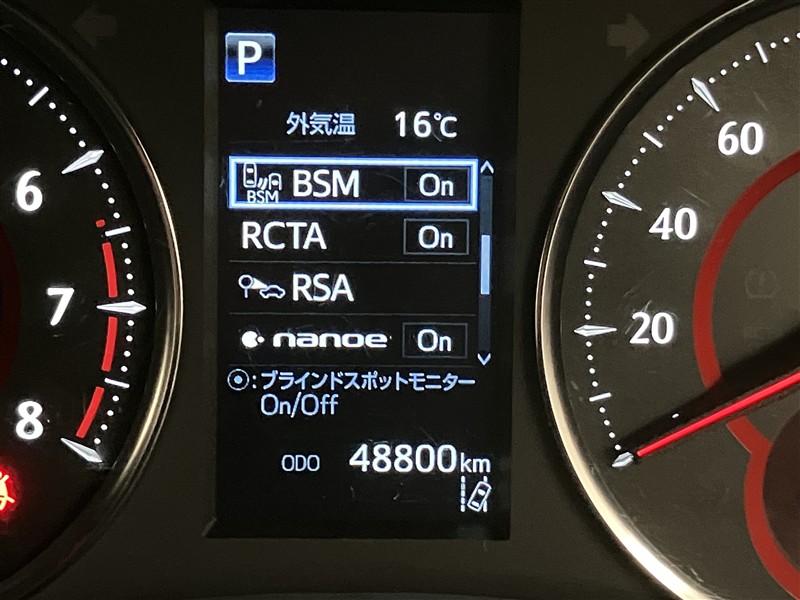 P
外気温 16℃
BSM BSM On
RCTA On
RSA
nanoe On
⦿:ブラインドスポットモニター
On/Off
ODO 48800km
6
7
8
60
40
20